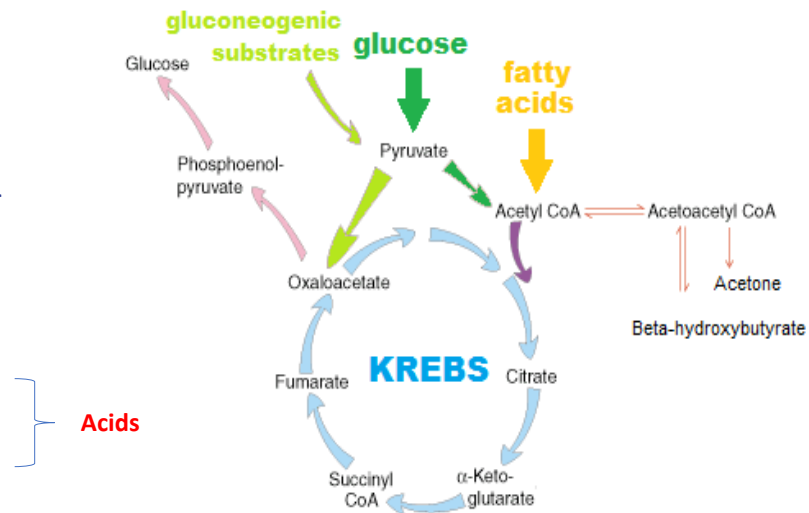 gluconeogenic
substrates
glucose
Glucose
fatty
acids
Pyruvate
Phosphoenol-
pyruvate
Acetyl CoA
Acetoacetyl CoA
Oxaloacetate
Acetone
Beta-hydroxybutyrate
Fumarate
KREBS
Citrate
Acids
Succinyl
CoA
α-Keto-
glutarate